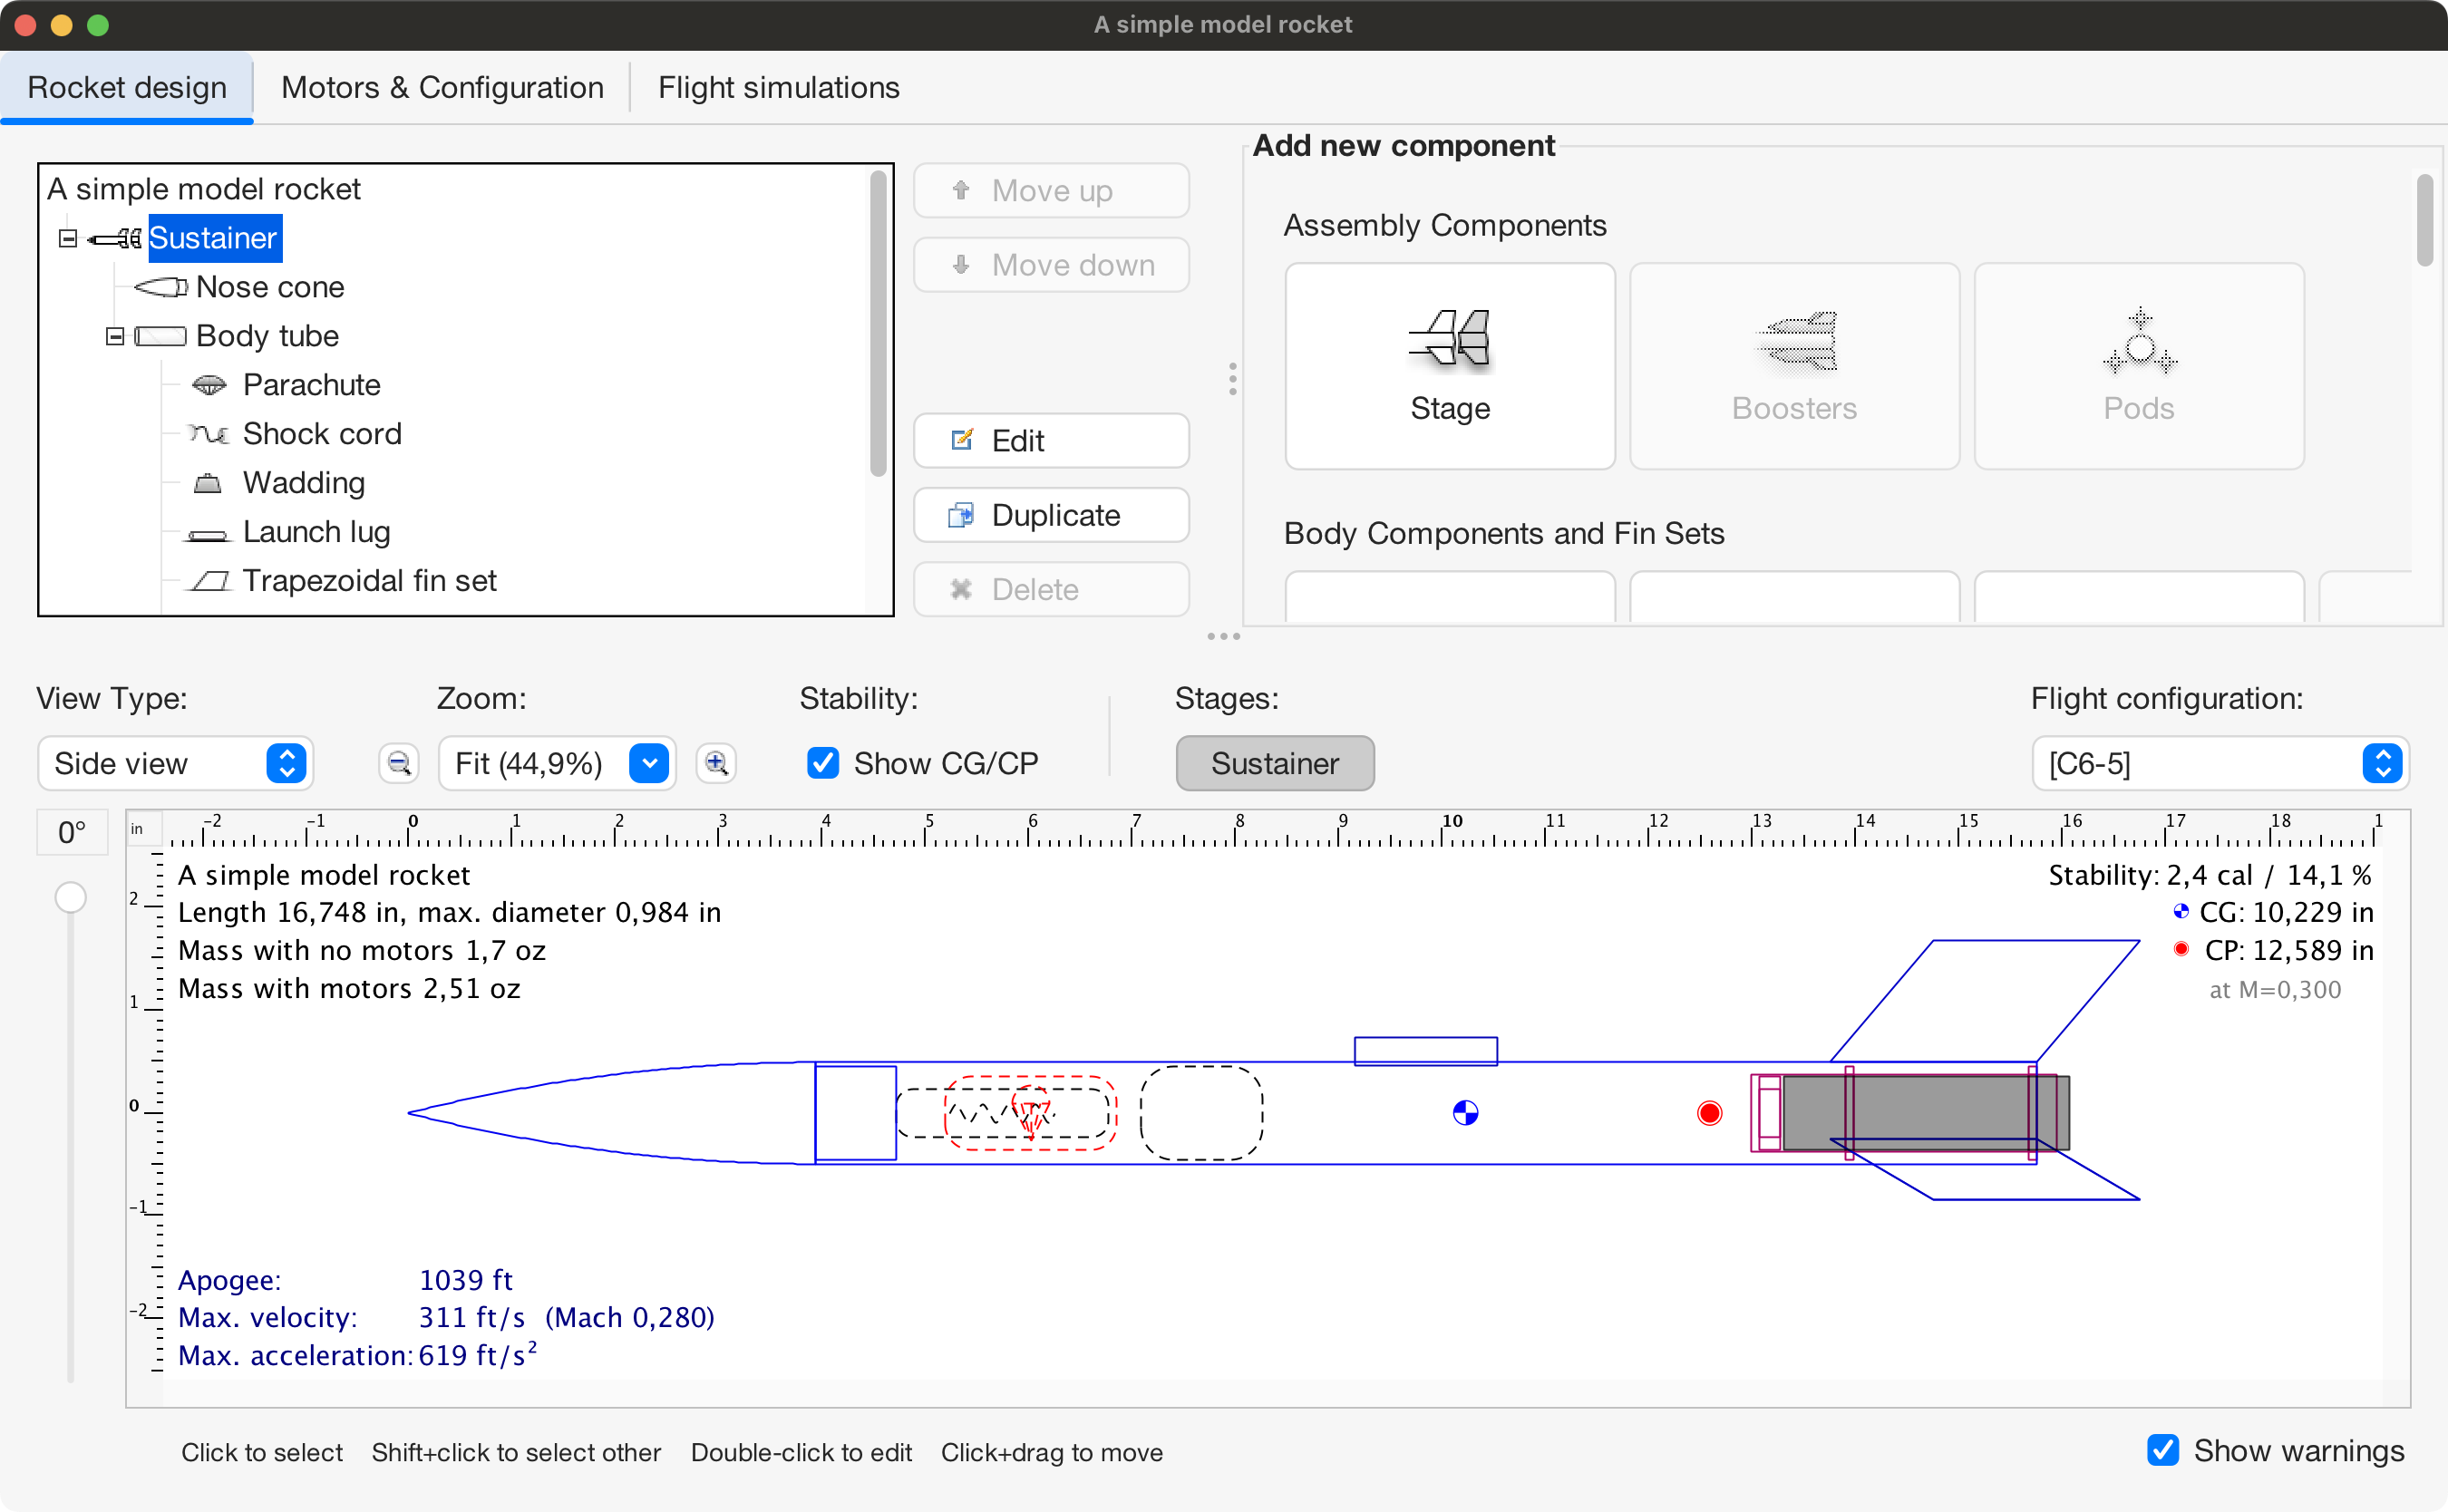 A simple model rocket
Rocket design
Motors & Configuration
Flight simulations
A simple model rocket
Sustainer
Nose cone
Body tube
Parachute
Shock cord
Wadding
Launch lug
Trapezoidal fin set
Move up
Move down
Edit
Duplicate
Delete
Add new component
Assembly Components
Stage
Boosters
Pods
Body Components and Fin Sets
View Type:
Side view
Zoom:
Fit (44,9%)
Stability:
Show CG/CP
Stages:
Sustainer
Flight configuration:
[C6-5]
0°
in
-2 -1 0 1 2 3 4 5 6 7 8 9 10 11 12 13 14 15 16 17 18 1
2
1
0
-1
-2
A simple model rocket
Length 16,748 in, max. diameter 0,984 in
Mass with no motors 1,7 oz
Mass with motors 2,51 oz
Stability: 2,4 cal / 14,1 %
CG: 10,229 in
CP: 12,589 in
at M=0,300
Apogee: 1039 ft
Max. velocity: 311 ft/s (Mach 0,280)
Max. acceleration: 619 ft/s²
Click to select Shift+click to select other Double-click to edit Click+drag to move
Show warnings